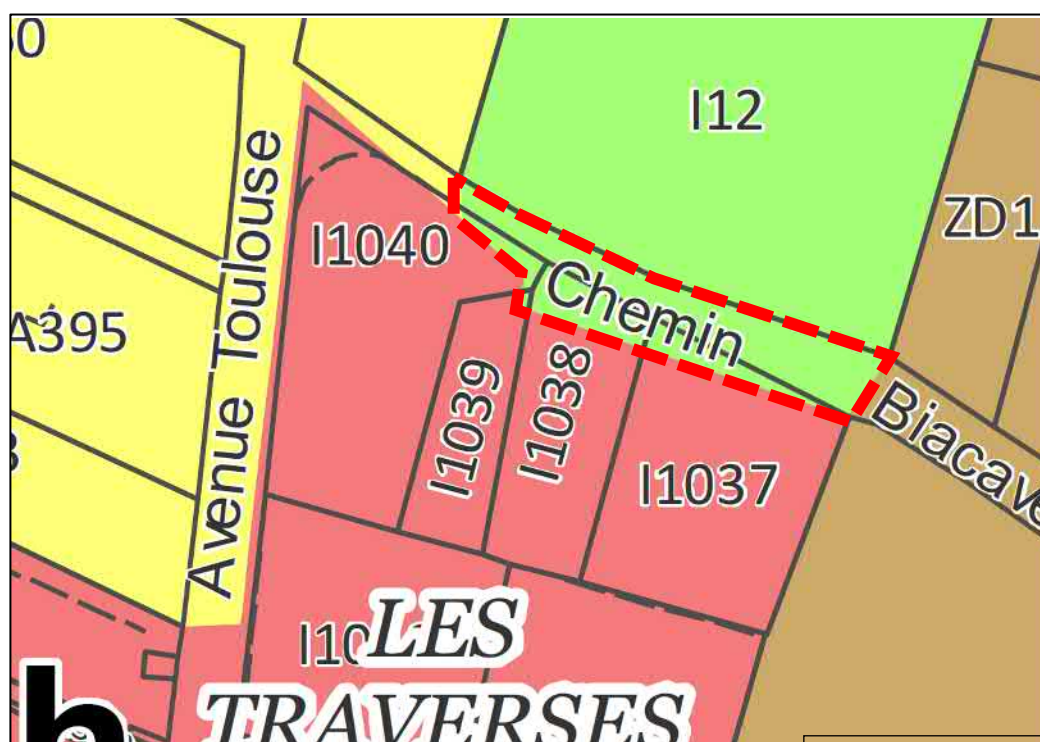 I12
ZD1
I1040
Avenue Toulouse
Chemin
A395
I1039
I1038
Biacave
I1037
LES
TRAVERSES
b